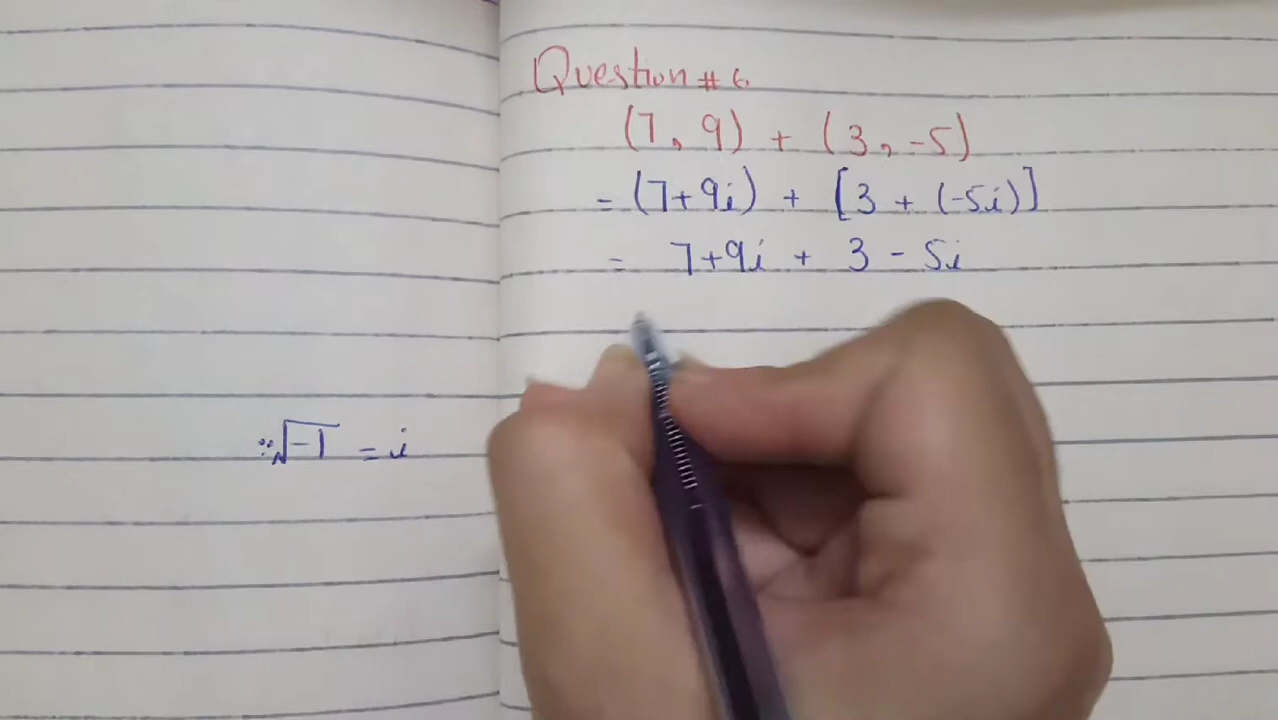 Question # 6
(7, 9) + (3, -5)
= (7+9i) + [3 + (-5i)]
= 7+9i + 3 - 5i
∵ √-1 = i